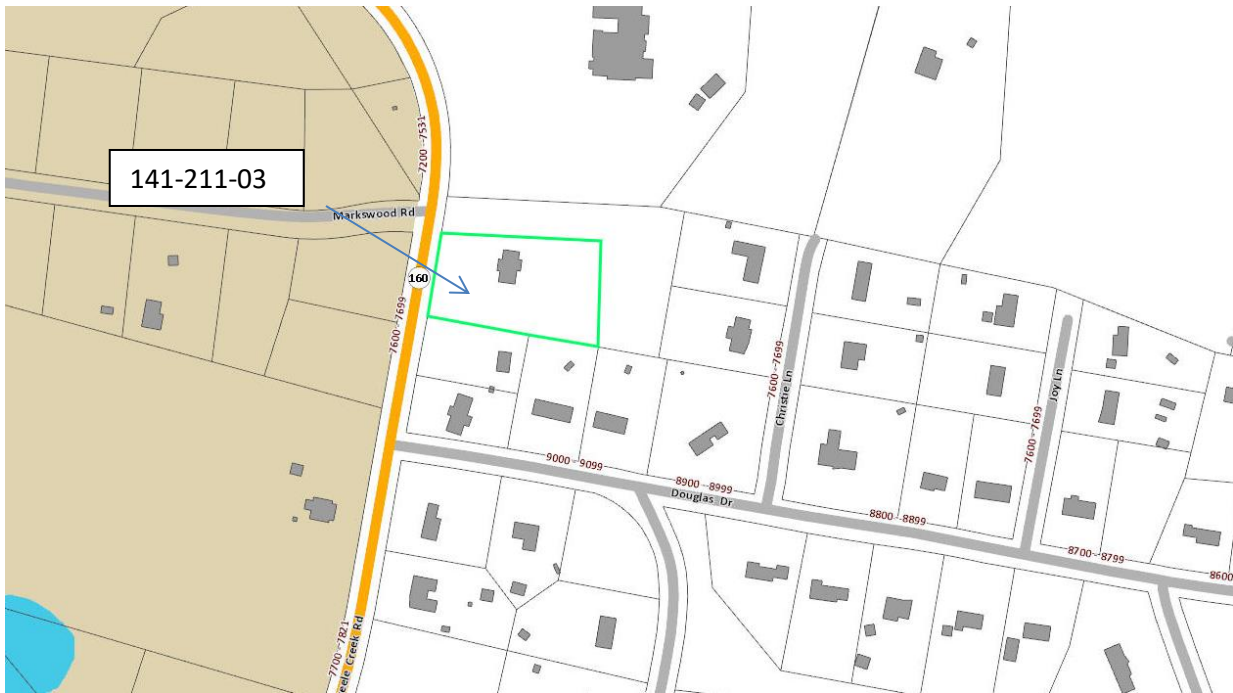 7200 - 7531
141-211-03
Markswood Rd
160
7600 - 7699
7600 - 7699
Christie Ln
Joy Ln
7600 - 7699
9000 - 9099
8900 - 8999
Douglas Dr
8800 - 8899
8700 - 8799
8600
7700 - 7821
eele Creek Rd